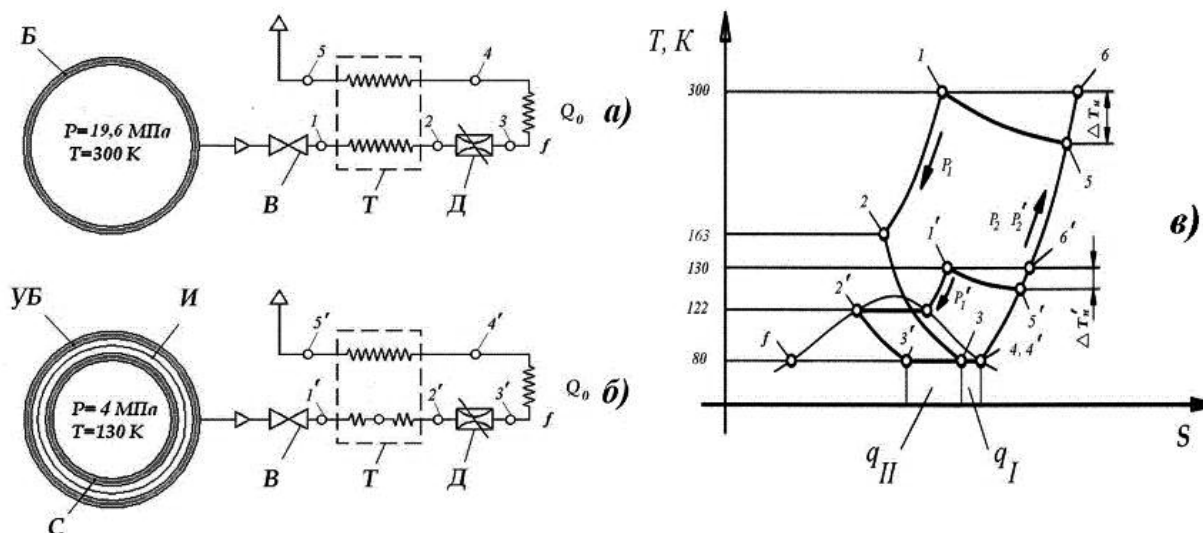 Б
P=19,6 МПа
T=300 K
5
4
1
2
3
Q₀
f
В
Т
Д
а)
УБ
И
P=4 МПа
T=130 K
С
5'
4'
1'
2'
3'
Q₀
f
В
Т
Д
б)
T, K
300
163
130
122
80
1
6
ΔTн
P₁
5
2
P₂ P₂'
1'
6'
2'
P₁'
5'
ΔTн'
f
3'
3
4, 4'
S
qII
qI
в)